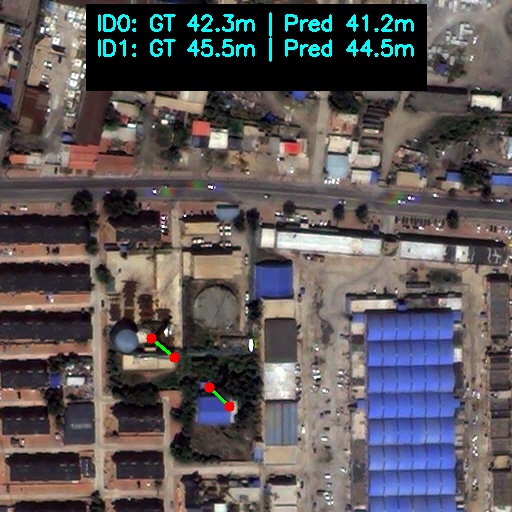 ID0: GT 42.3m | Pred 41.2m
ID1: GT 45.5m | Pred 44.5m